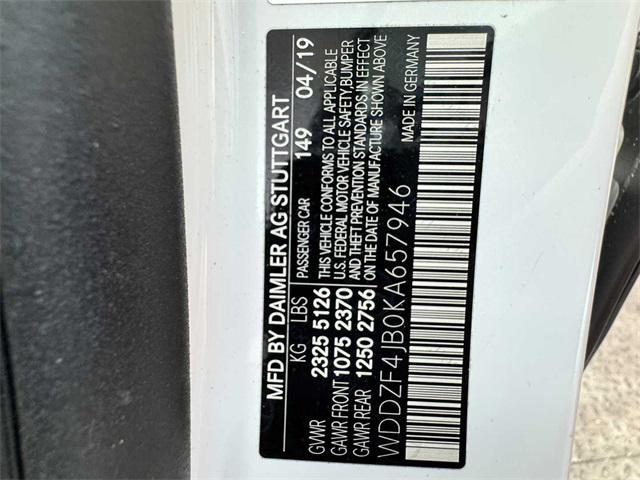 MFD BY DAIMLER AG STUTTGART
KG LBS PASSENGER CAR 149 04/19
GVWR 2325 5126 THIS VEHICLE CONFORMS TO ALL APPLICABLE
GAWR FRONT 1075 2370 U.S. FEDERAL MOTOR VEHICLE SAFETY, BUMPER
GAWR REAR 1250 2756 AND THEFT PREVENTION STANDARDS IN EFFECT
ON THE DATE OF MANUFACTURE SHOWN ABOVE
WDDZF4JB0KA657946 MADE IN GERMANY